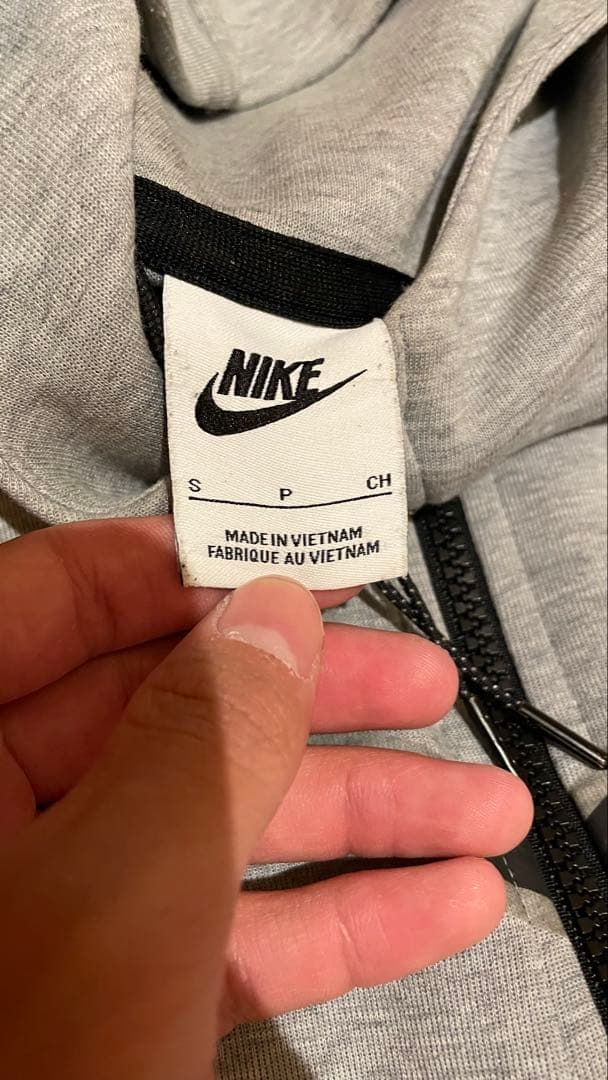 NIKE
S P CH
MADE IN VIETNAM
FABRIQUE AU VIETNAM